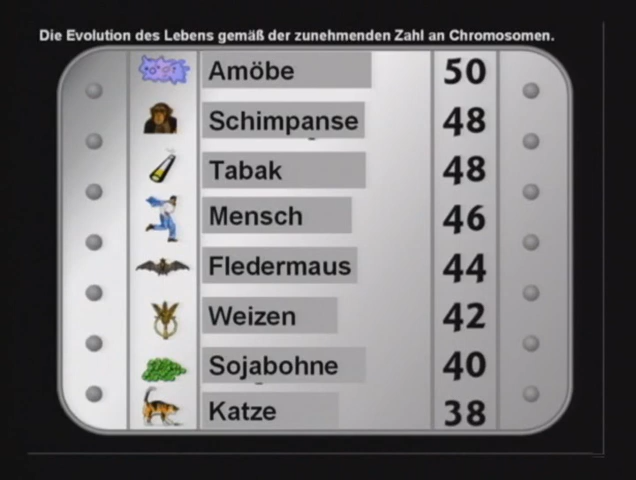 Die Evolution des Lebens gemäß der zunehmenden Zahl an Chromosomen.
Amöbe 50
Schimpanse 48
Tabak 48
Mensch 46
Fledermaus 44
Weizen 42
Sojabohne 40
Katze 38